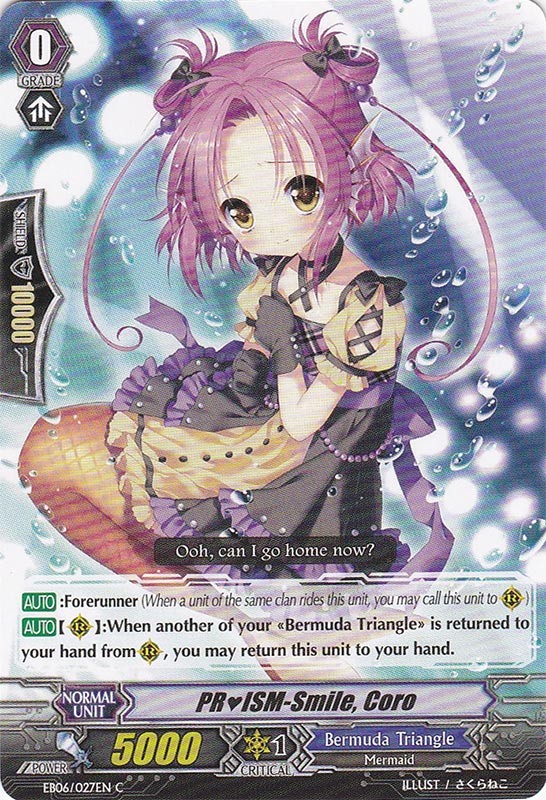 0
GRADE
SHIELD
10000
Ooh, can I go home now?
AUTO:Forerunner (When a unit of the same clan rides this unit, you may call this unit to R)
AUTO[R]:When another of your «Bermuda Triangle» is returned to
your hand from R, you may return this unit to your hand.
NORMAL
UNIT
PR♥ISM-Smile, Coro
POWER
5000
1
CRITICAL
Bermuda Triangle
Mermaid
EB06/027EN C
ILLUST / さくらねこ